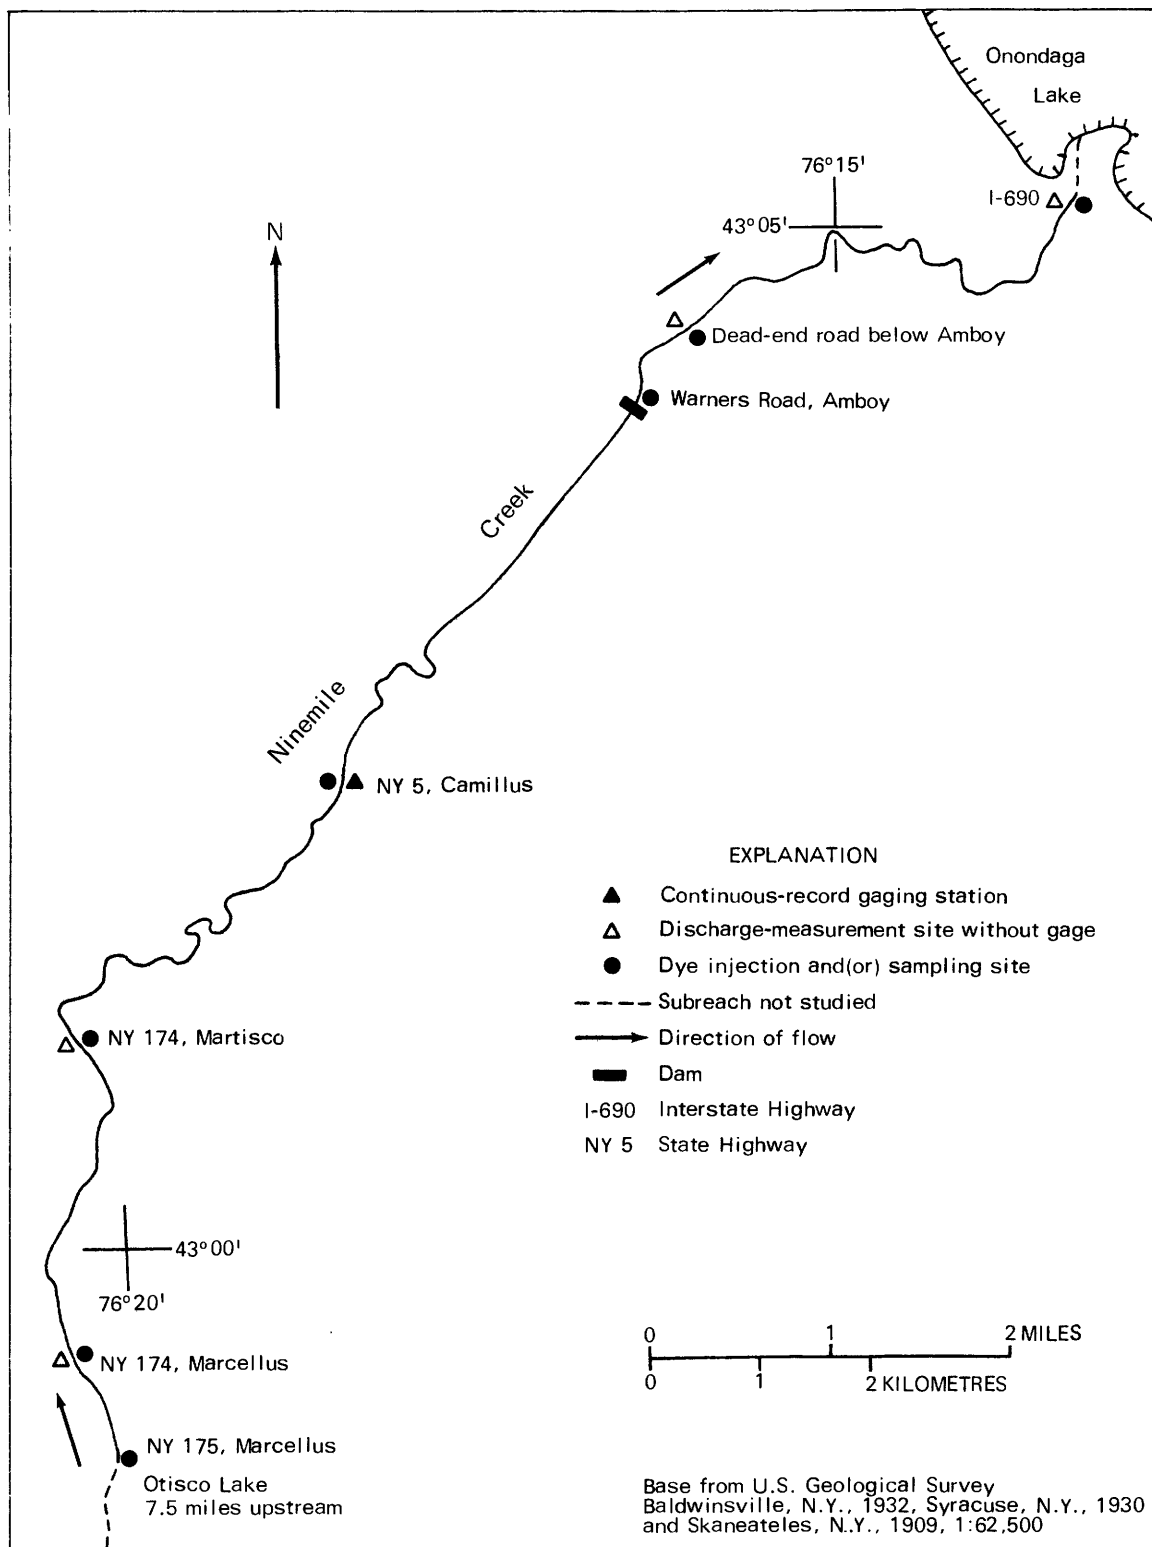 Onondaga
Lake
76°15'
I-690
43°05'
N
Dead-end road below Amboy
Warners Road, Amboy
Creek
Ninemile
NY 5, Camillus
EXPLANATION
Continuous-record gaging station
Discharge-measurement site without gage
Dye injection and(or) sampling site
Subreach not studied
Direction of flow
Dam
I-690 Interstate Highway
NY 5 State Highway
NY 174, Martisco
43°00'
76°20'
NY 174, Marcellus
NY 175, Marcellus
Otisco Lake
7.5 miles upstream
0 1 2 MILES
0 1 2 KILOMETRES
Base from U.S. Geological Survey
Baldwinsville, N.Y., 1932, Syracuse, N.Y., 1930
and Skaneateles, N.Y., 1909, 1:62,500